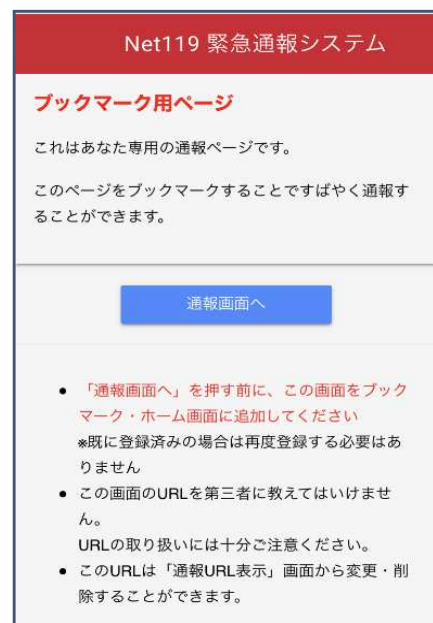 Net119 緊急通報システム
ブックマーク用ページ
これはあなた専用の通報ページです。
このページをブックマークすることですばやく通報す
ることができます。
通報画面へ
● 「通報画面へ」を押す前に、この画面をブック
マーク・ホーム画面に追加してください
※既に登録済みの場合は再度登録する必要はあ
りません
● この画面のURLを第三者に教えてはいけませ
ん。
URLの取り扱いには十分ご注意ください。
● このURLは「通報URL表示」画面から変更・削
除することができます。